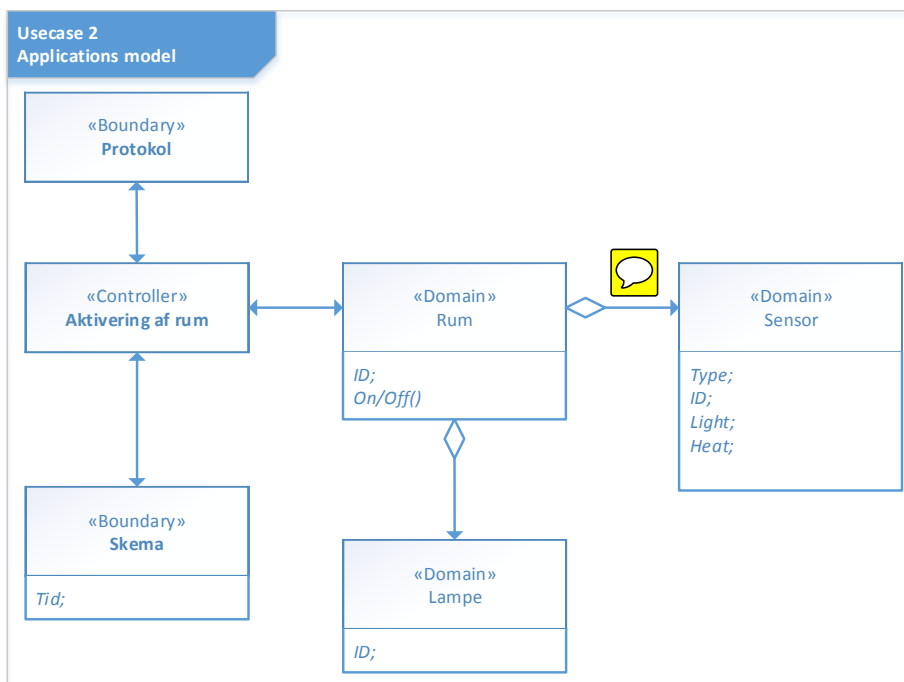 Usecase 2
Applications model
«Boundary»
Protokol
«Controller»
Aktivering af rum
«Domain»
Rum
ID;
On/Off()
«Domain»
Sensor
Type;
ID;
Light;
Heat;
«Boundary»
Skema
Tid;
«Domain»
Lampe
ID;